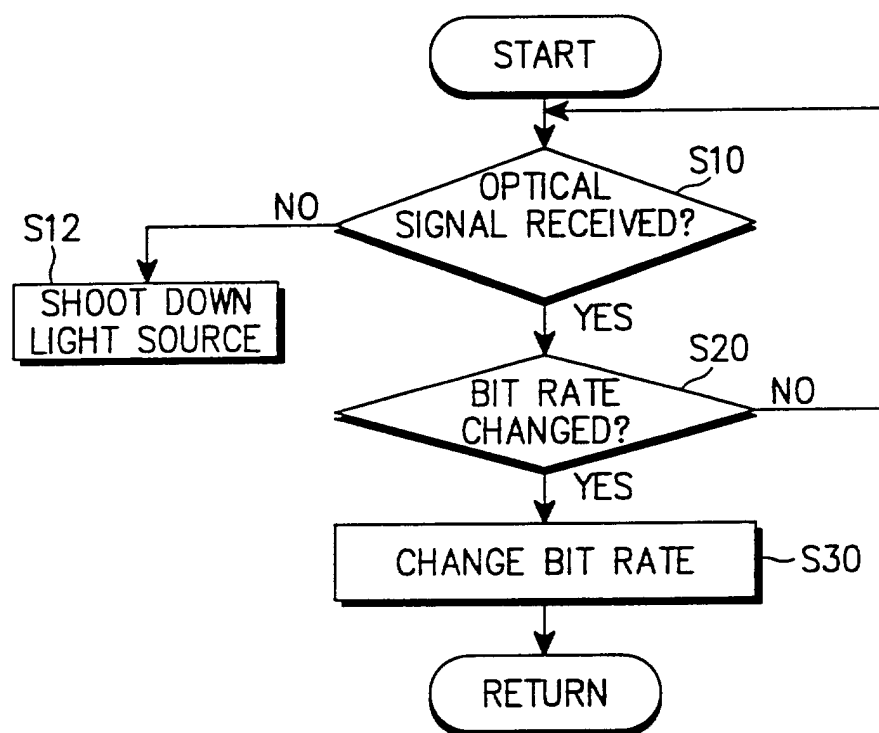 START
S10
OPTICAL
SIGNAL RECEIVED?
NO
S12
SHOOT DOWN
LIGHT SOURCE
YES
S20
BIT RATE
CHANGED?
NO
YES
CHANGE BIT RATE
S30
RETURN